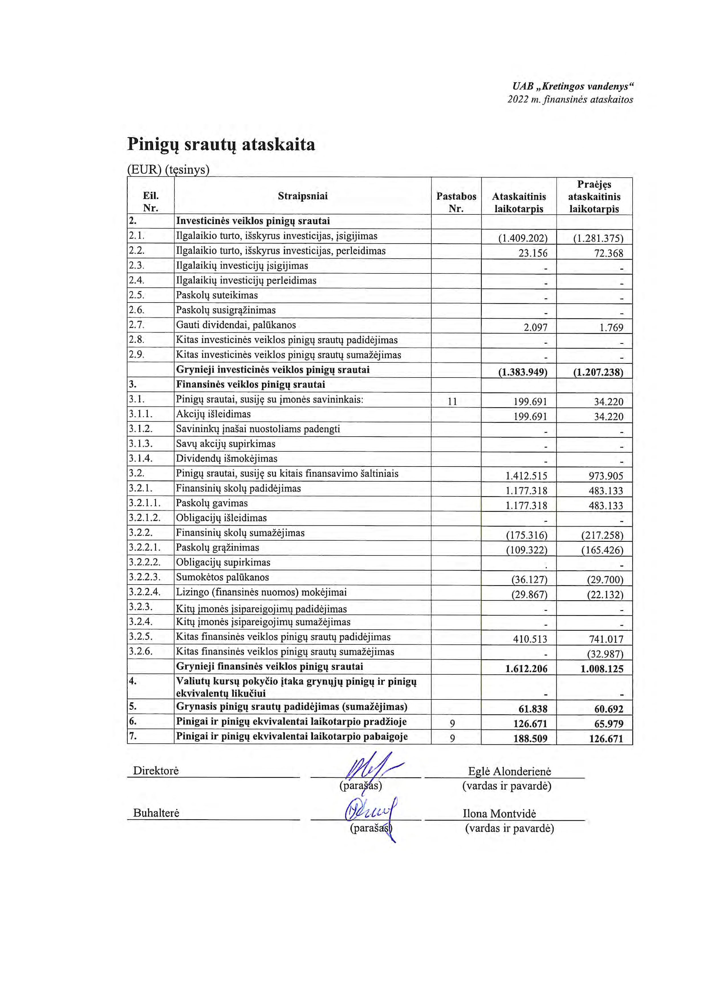 UAB „Kretingos vandenys“
2022 m. finansinės ataskaitos
Pinigų srautų ataskaita
(EUR) (tęsinys)
Eil. Nr. Straipsniai Pastabos Nr. Ataskaitinis laikotarpis Praėjęs ataskaitinis laikotarpis
2. Investicinės veiklos pinigų srautai
2.1. Ilgalaikio turto, išskyrus investicijas, įsigijimas (1.409.202) (1.281.375)
2.2. Ilgalaikio turto, išskyrus investicijas, perleidimas 23.156 72.368
2.3. Ilgalaikių investicijų įsigijimas - -
2.4. Ilgalaikių investicijų perleidimas - -
2.5. Paskolų suteikimas - -
2.6. Paskolų susigrąžinimas - -
2.7. Gauti dividendai, palūkanos 2.097 1.769
2.8. Kitas investicinės veiklos pinigų srautų padidėjimas - -
2.9. Kitas investicinės veiklos pinigų srautų sumažėjimas - -
Grynieji investicinės veiklos pinigų srautai (1.383.949) (1.207.238)
3. Finansinės veiklos pinigų srautai
3.1. Pinigų srautai, susiję su įmonės savininkais: 11 199.691 34.220
3.1.1. Akcijų išleidimas 199.691 34.220
3.1.2. Savininkų įnašai nuostoliams padengti - -
3.1.3. Savų akcijų supirkimas - -
3.1.4. Dividendų išmokėjimas - -
3.2. Pinigų srautai, susiję su kitais finansavimo šaltiniais 1.412.515 973.905
3.2.1. Finansinių skolų padidėjimas 1.177.318 483.133
3.2.1.1. Paskolų gavimas 1.177.318 483.133
3.2.1.2. Obligacijų išleidimas - -
3.2.2. Finansinių skolų sumažėjimas (175.316) (217.258)
3.2.2.1. Paskolų grąžinimas (109.322) (165.426)
3.2.2.2. Obligacijų supirkimas . -
3.2.2.3. Sumokėtos palūkanos (36.127) (29.700)
3.2.2.4. Lizingo (finansinės nuomos) mokėjimai (29.867) (22.132)
3.2.3. Kitų įmonės įsipareigojimų padidėjimas - -
3.2.4. Kitų įmonės įsipareigojimų sumažėjimas - -
3.2.5. Kitas finansinės veiklos pinigų srautų padidėjimas 410.513 741.017
3.2.6. Kitas finansinės veiklos pinigų srautų sumažėjimas - (32.987)
Grynieji finansinės veiklos pinigų srautai 1.612.206 1.008.125
4. Valiutų kursų pokyčio įtaka grynųjų pinigų ir pinigų
ekvivalentų likučiui - -
5. Grynasis pinigų srautų padidėjimas (sumažėjimas) 61.838 60.692
6. Pinigai ir pinigų ekvivalentai laikotarpio pradžioje 9 126.671 65.979
7. Pinigai ir pinigų ekvivalentai laikotarpio pabaigoje 9 188.509 126.671
Direktorė Eglė Alonderienė
(parašas) (vardas ir pavardė)
Buhalterė Ilona Montvidė
(parašas) (vardas ir pavardė)